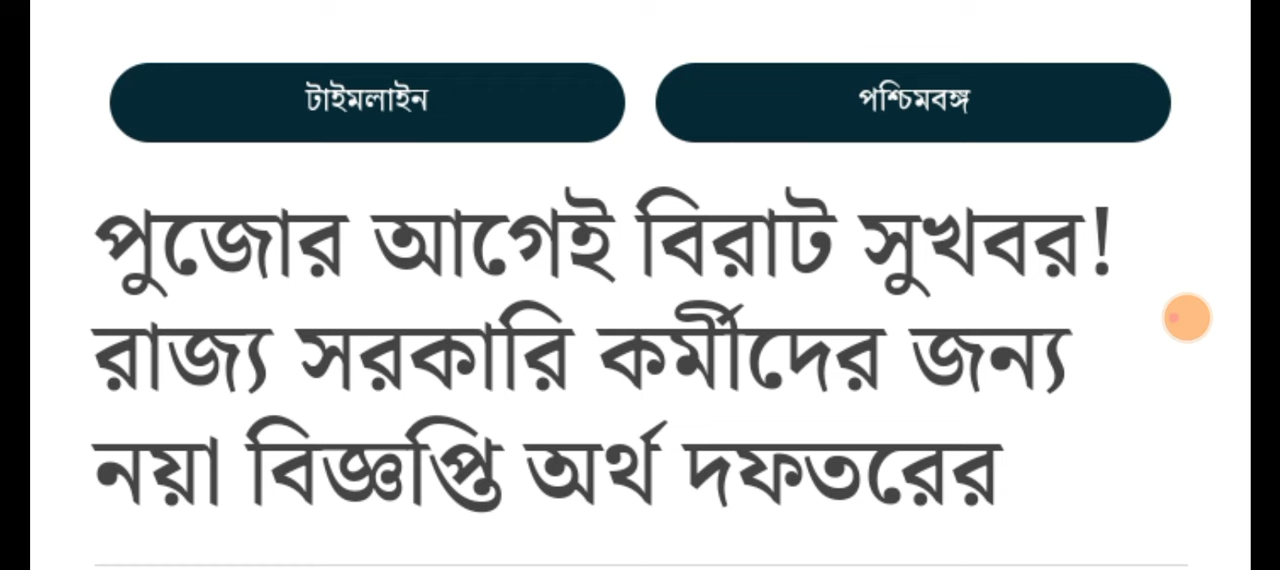 টাইমলাইন
পশ্চিমবঙ্গ
পুজোর আগেই বিরাট সুখবর!
রাজ্য সরকারি কর্মীদের জন্য
নয়া বিজ্ঞপ্তি অর্থ দফতরের